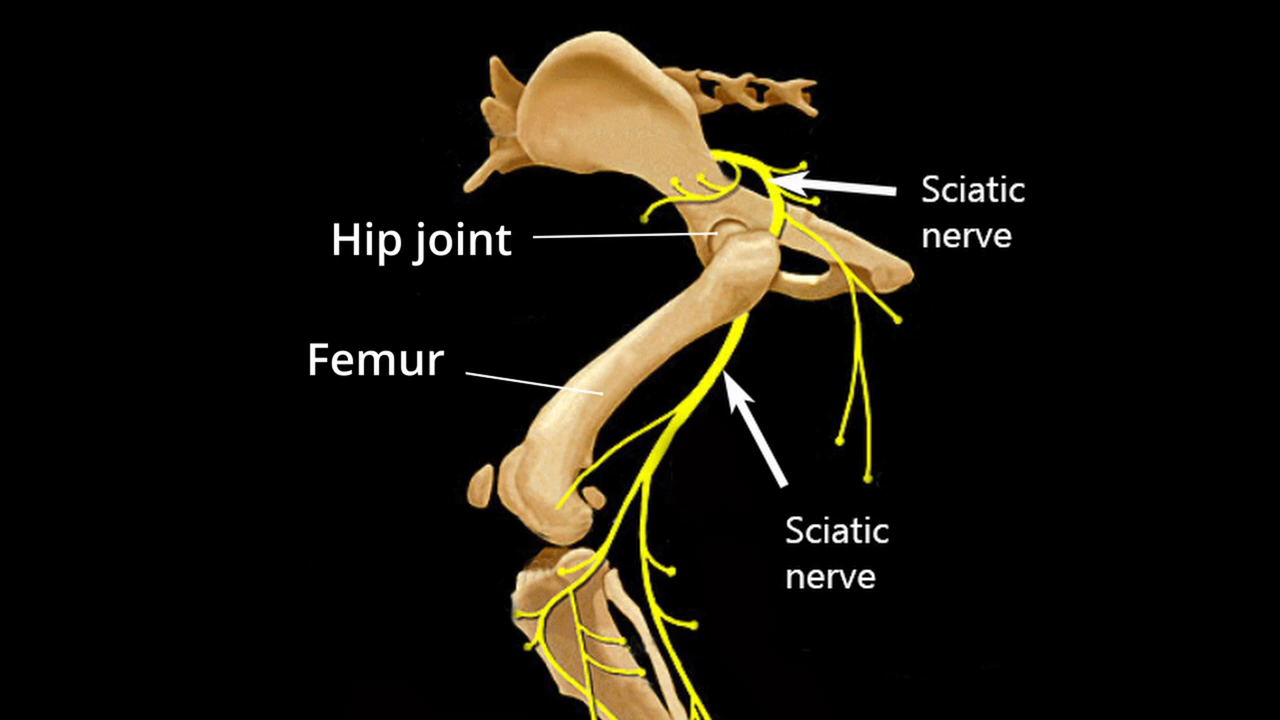 Sciatic
nerve
Hip joint
Femur
Sciatic
nerve